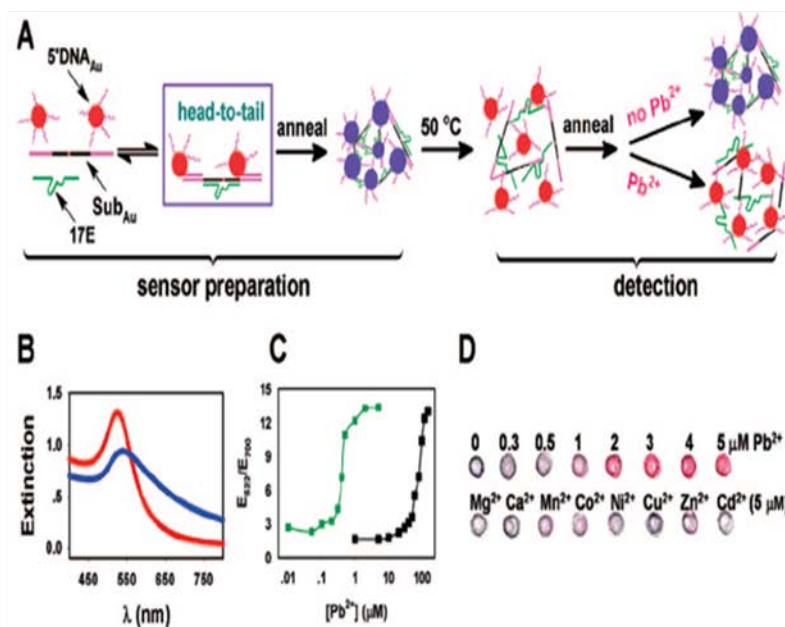 A
5'DNAAu
head-to-tail
anneal
50 °C
anneal
no Pb2+
Pb2+
SubAu
17E
sensor preparation
detection
B
C
D
Extinction
1.5
1.0
.5
0.0
450 550 650 750
λ (nm)
E522/E700
15
12
9
6
3
0
.01 .1 1 10 100
[Pb2+] (μM)
0 0.3 0.5 1 2 3 4 5 μM Pb2+
Mg2+ Ca2+ Mn2+ Co2+ Ni2+ Cu2+ Zn2+ Cd2+ (5 μM)